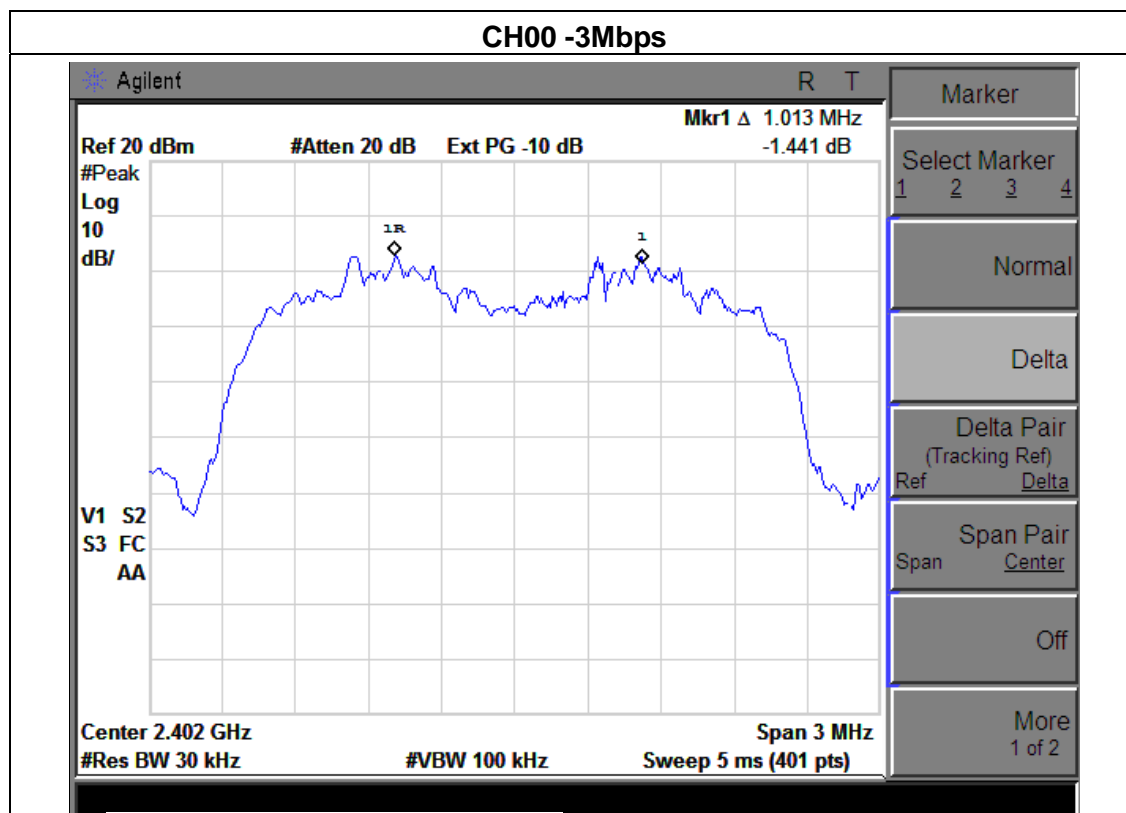 CH00 -3Mbps
Agilent
R T
Mkr1 Δ 1.013 MHz
Ref 20 dBm #Atten 20 dB Ext PG -10 dB -1.441 dB
#Peak
Log
10
dB/
1R
1
V1 S2
S3 FC
AA
Center 2.402 GHz Span 3 MHz
#Res BW 30 kHz #VBW 100 kHz Sweep 5 ms (401 pts)
Marker
Select Marker
1 2 3 4
Normal
Delta
Delta Pair
(Tracking Ref)
Ref Delta
Span Pair
Span Center
Off
More
1 of 2